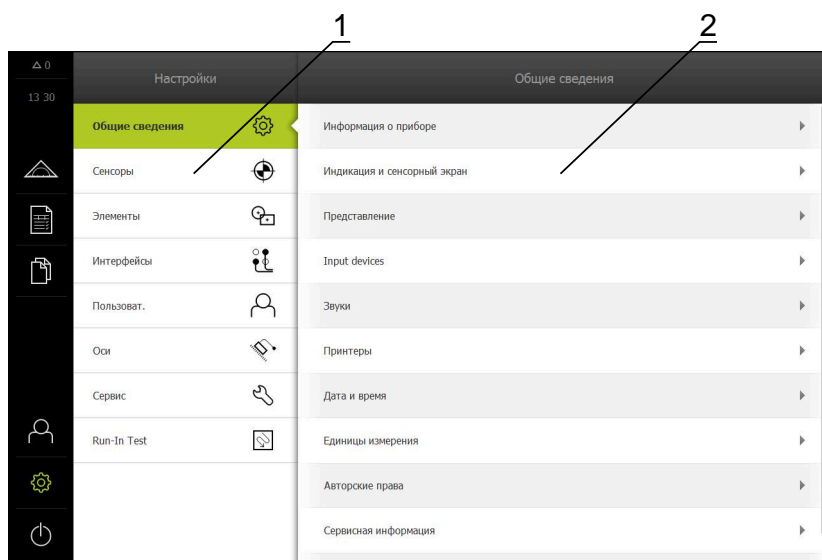 1
2
0
13 30
Настройки
Общие сведения
Общие сведения
Сенсоры
Элементы
Интерфейсы
Пользоват.
Оси
Сервис
Run-In Test
Информация о приборе
Индикация и сенсорный экран
Представление
Input devices
Звуки
Принтеры
Дата и время
Единицы измерения
Авторские права
Сервисная информация